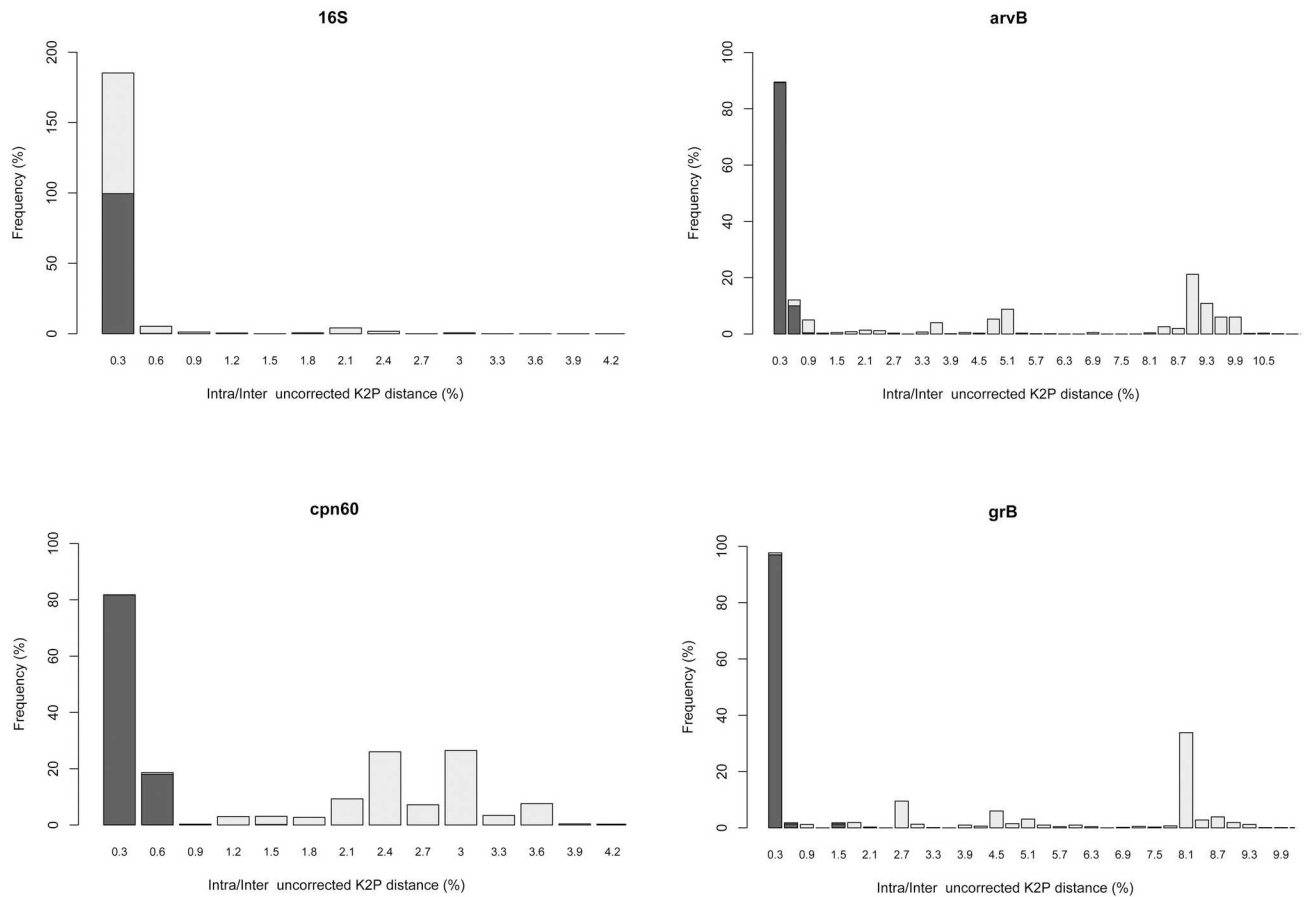 16S
200
150
100
50
0
Frequency (%)
0.3 0.6 0.9 1.2 1.5 1.8 2.1 2.4 2.7 3 3.3 3.6 3.9 4.2
Intra/Inter uncorrected K2P distance (%)
arvB
100
80
60
40
20
0
Frequency (%)
0.3 0.9 1.5 2.1 2.7 3.3 3.9 4.5 5.1 5.7 6.3 6.9 7.5 8.1 8.7 9.3 9.9 10.5
Intra/Inter uncorrected K2P distance (%)
cpn60
100
80
60
40
20
0
Frequency (%)
0.3 0.6 0.9 1.2 1.5 1.8 2.1 2.4 2.7 3 3.3 3.6 3.9 4.2
Intra/Inter uncorrected K2P distance (%)
grB
100
80
60
40
20
0
Frequency (%)
0.3 0.9 1.5 2.1 2.7 3.3 3.9 4.5 5.1 5.7 6.3 6.9 7.5 8.1 8.7 9.3 9.9
Intra/Inter uncorrected K2P distance (%)